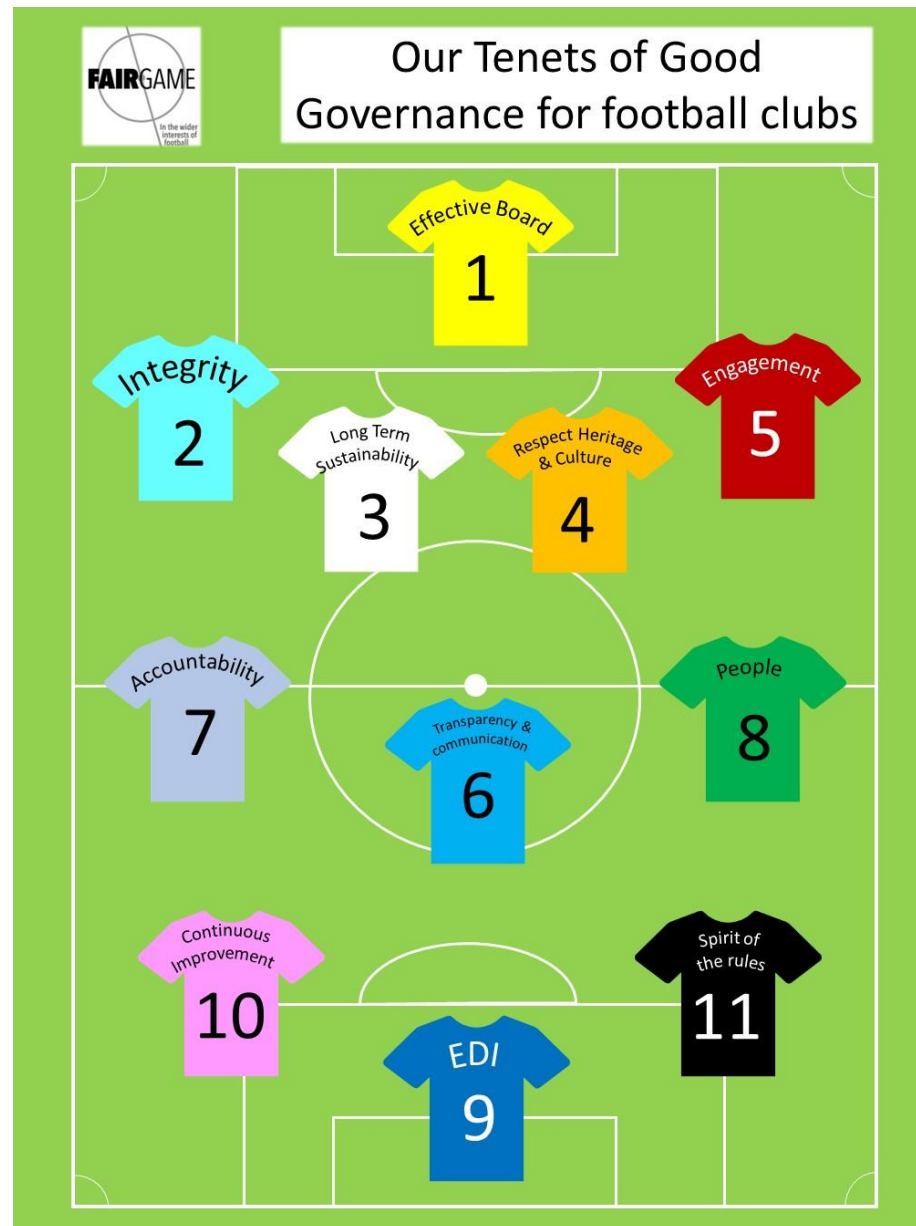 FAIRGAME
In the wider
interests of
football
Our Tenets of Good
Governance for football clubs
Effective Board
1
Integrity
2
Long Term
Sustainability
3
Respect Heritage
& Culture
4
Engagement
5
Accountability
7
Transparency &
communication
6
People
8
Continuous
Improvement
10
EDI
9
Spirit of
the rules
11